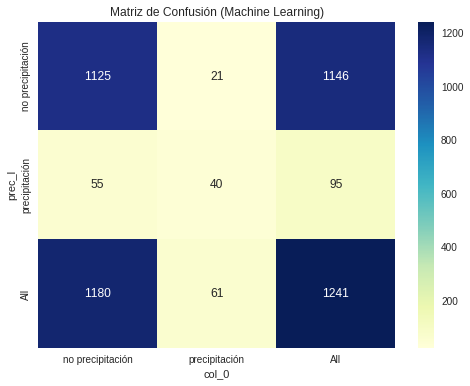 Matriz de Confusión (Machine Learning)
no precipitación
1125
21
1146
1200
1000
800
prec_l
precipitación
55
40
95
600
400
All
1180
61
1241
200
no precipitación
precipitación
All
col_0